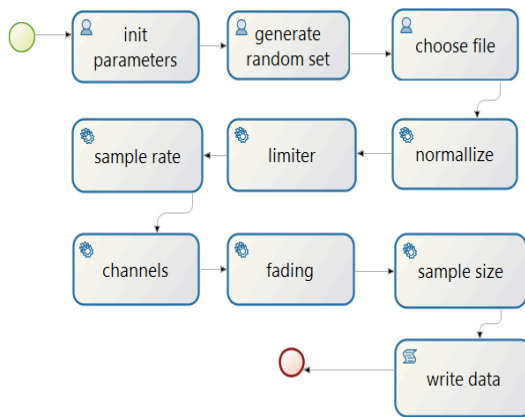 init
parameters
generate
random set
choose file
normallize
limiter
sample rate
channels
fading
sample size
write data